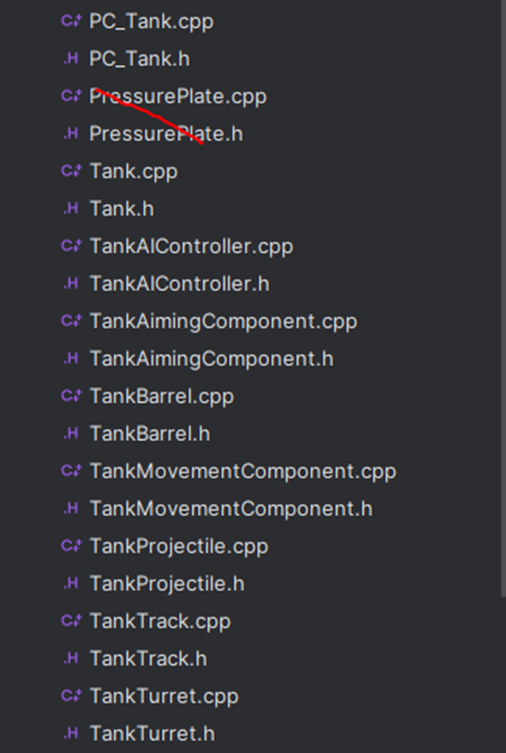 C++ PC_Tank.cpp
.H PC_Tank.h
C++ PressurePlate.cpp
.H PressurePlate.h
C++ Tank.cpp
.H Tank.h
C++ TankAIController.cpp
.H TankAIController.h
C++ TankAimingComponent.cpp
.H TankAimingComponent.h
C++ TankBarrel.cpp
.H TankBarrel.h
C++ TankMovementComponent.cpp
.H TankMovementComponent.h
C++ TankProjectile.cpp
.H TankProjectile.h
C++ TankTrack.cpp
.H TankTrack.h
C++ TankTurret.cpp
.H TankTurret.h